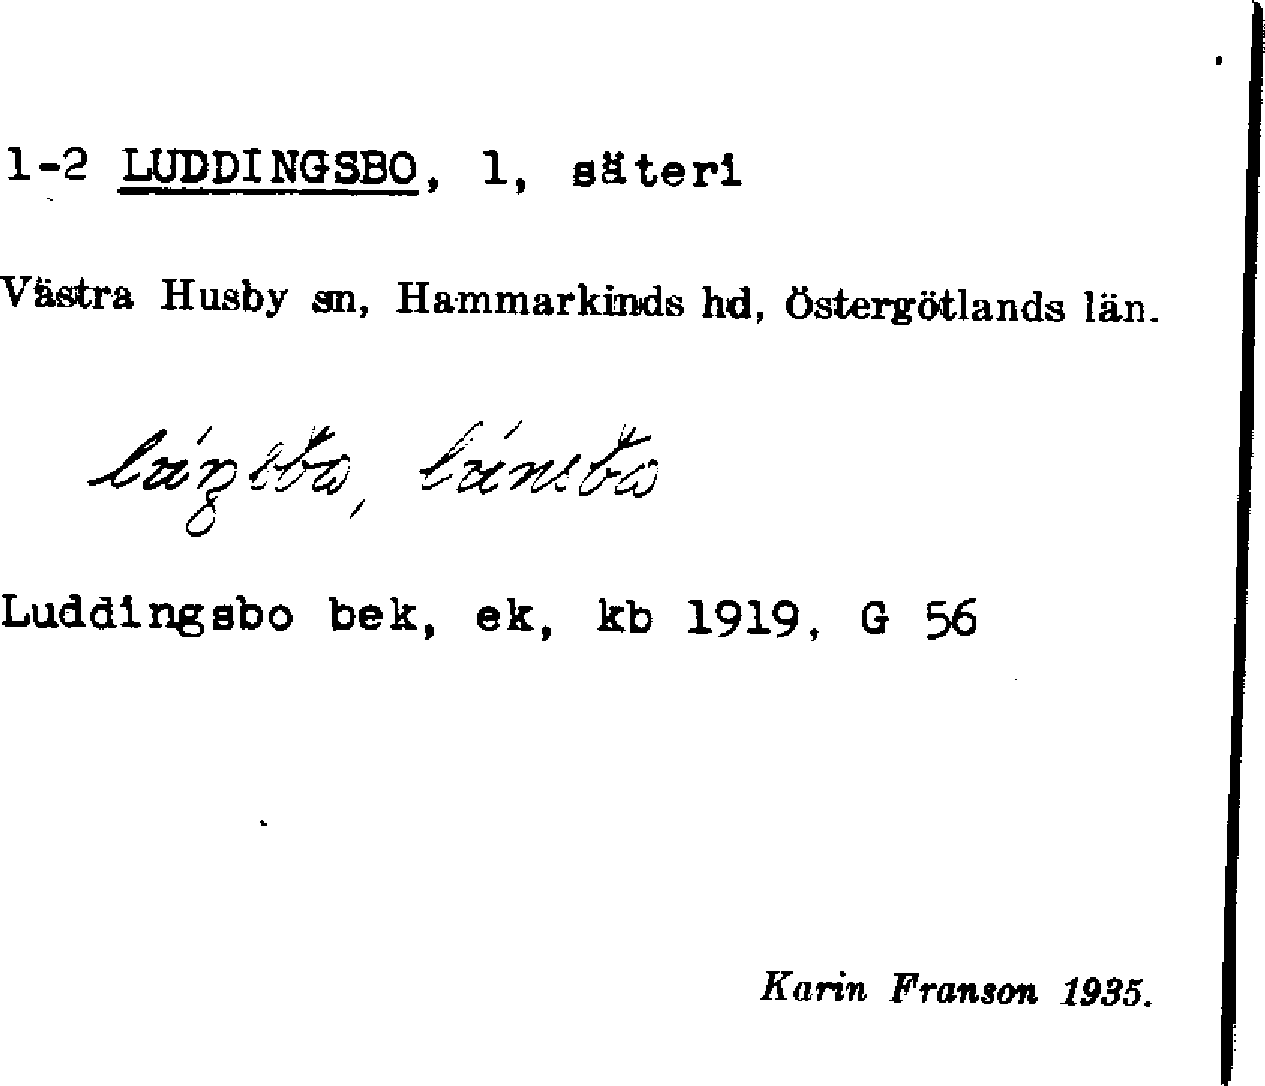 1-2 LUDDINGSBO, 1, säteri
Västra Husby sn, Hammarkinds hd, Östergötlands län.
Luddingsbo bek, ek, kb 1919, G 56
Karin Franson 1935.